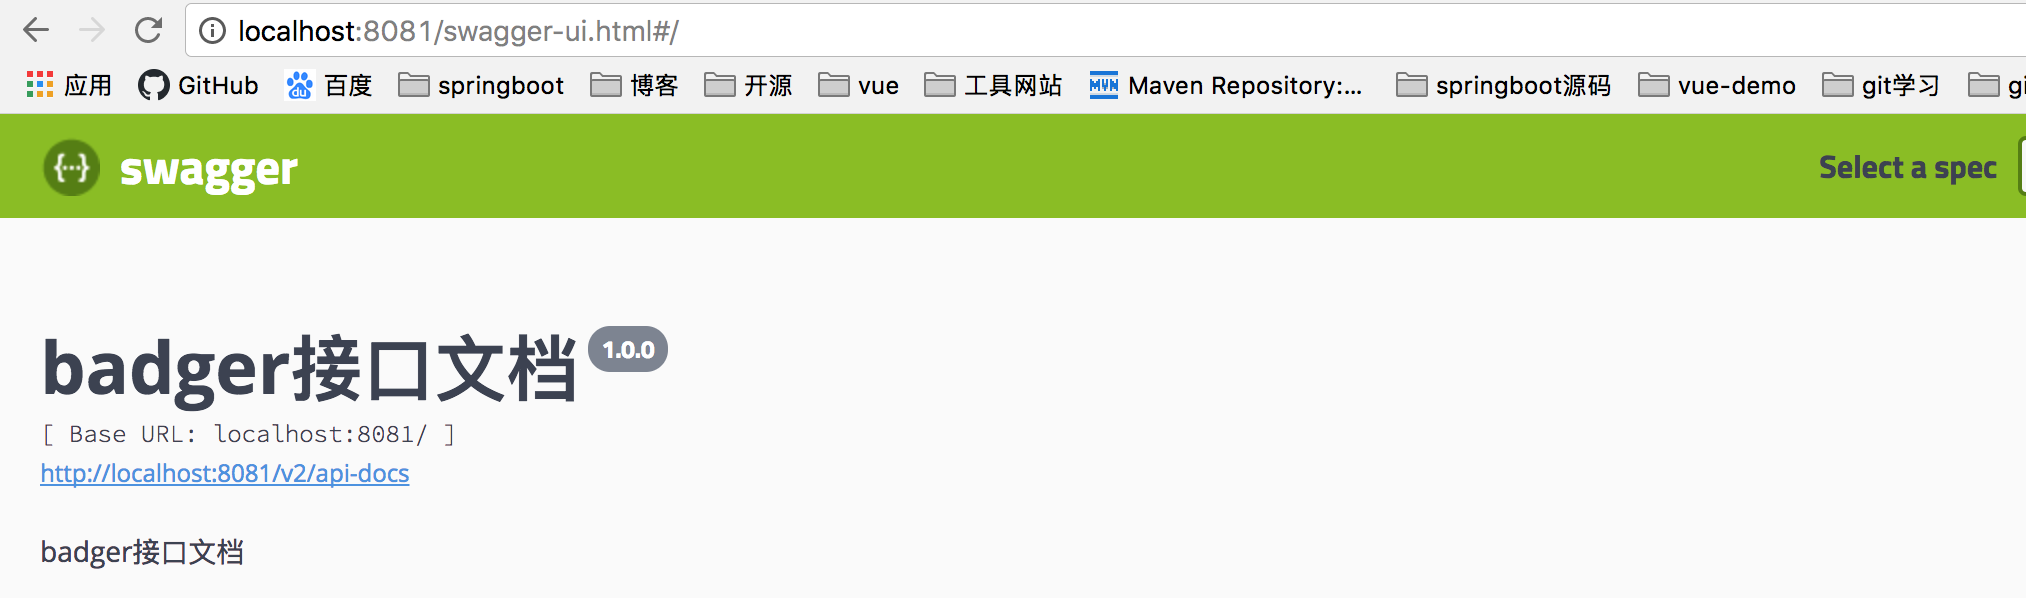 localhost:8081/swagger-ui.html#/
应用 GitHub 百度 springboot 博客 开源 vue 工具网站 Maven Repository:... springboot源码 vue-demo git学习 gi
{...} swagger Select a spec
badger接口文档 1.0.0
[ Base URL: localhost:8081/ ]
http://localhost:8081/v2/api-docs
badger接口文档